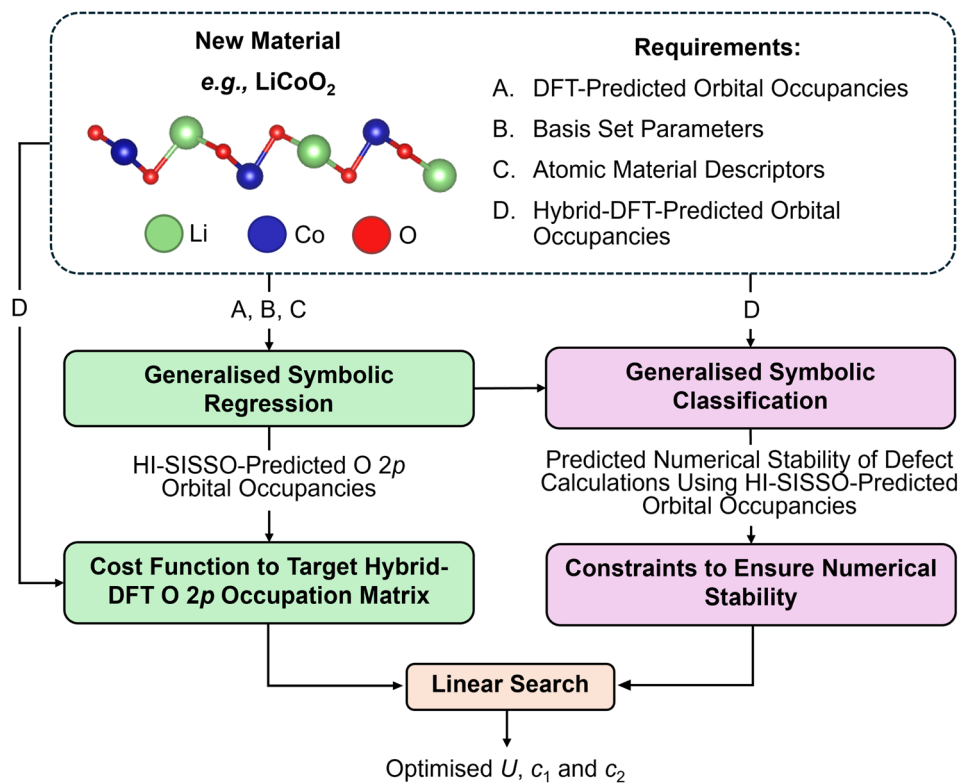 New Material
e.g., LiCoO₂
Li
Co
O
Requirements:
A. DFT-Predicted Orbital Occupancies
B. Basis Set Parameters
C. Atomic Material Descriptors
D. Hybrid-DFT-Predicted Orbital
Occupancies
D
A, B, C
D
Generalised Symbolic
Regression
Generalised Symbolic
Classification
HI-SISSO-Predicted O 2p
Orbital Occupancies
Predicted Numerical Stability of Defect
Calculations Using HI-SISSO-Predicted
Orbital Occupancies
Cost Function to Target Hybrid-
DFT O 2p Occupation Matrix
Constraints to Ensure Numerical
Stability
Linear Search
Optimised U, c₁ and c₂